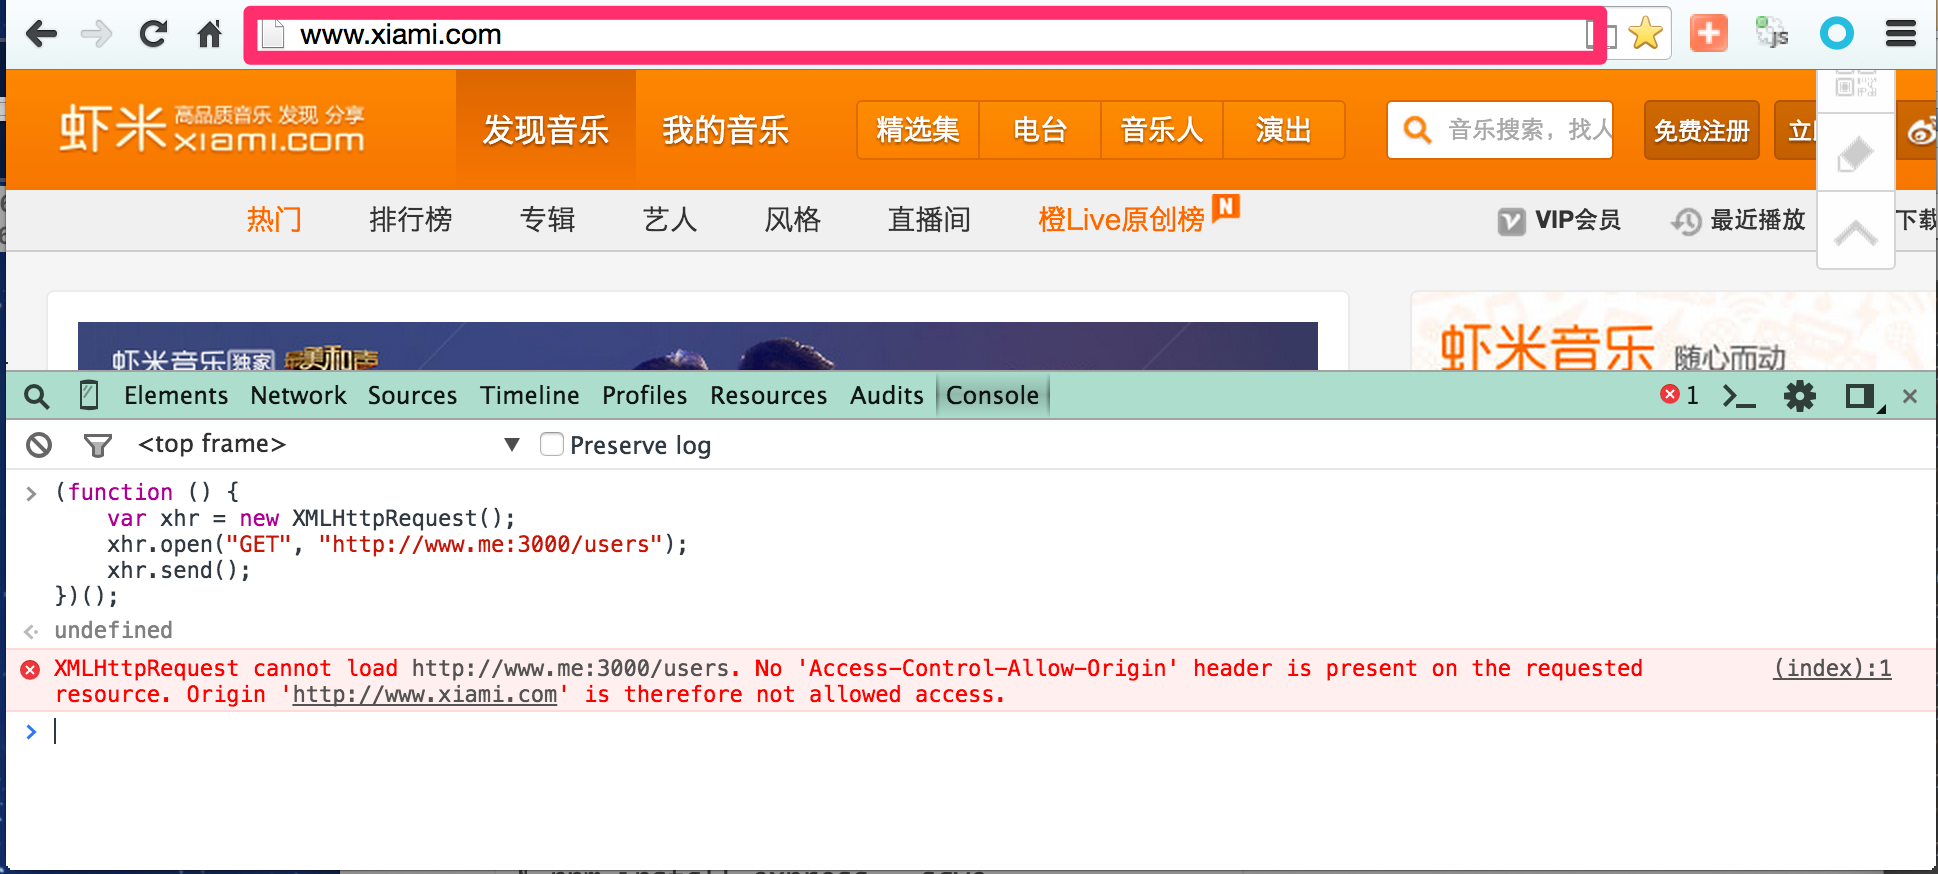 www.xiami.com
js
虾米 高品质音乐 发现 分享
xiami.com
发现音乐 我的音乐 精选集 电台 音乐人 演出 音乐搜索，找人 免费注册 立
热门 排行榜 专辑 艺人 风格 直播间 橙Live原创榜 N VIP会员 最近播放 下载
虾米音乐 独家 最美和声
虾米音乐 随心而动
Elements Network Sources Timeline Profiles Resources Audits Console 1
<top frame> Preserve log
(function () {
var xhr = new XMLHttpRequest();
xhr.open("GET", "http://www.me:3000/users");
xhr.send();
})();
undefined
XMLHttpRequest cannot load http://www.me:3000/users. No 'Access-Control-Allow-Origin' header is present on the requested (index):1
resource. Origin 'http://www.xiami.com' is therefore not allowed access.